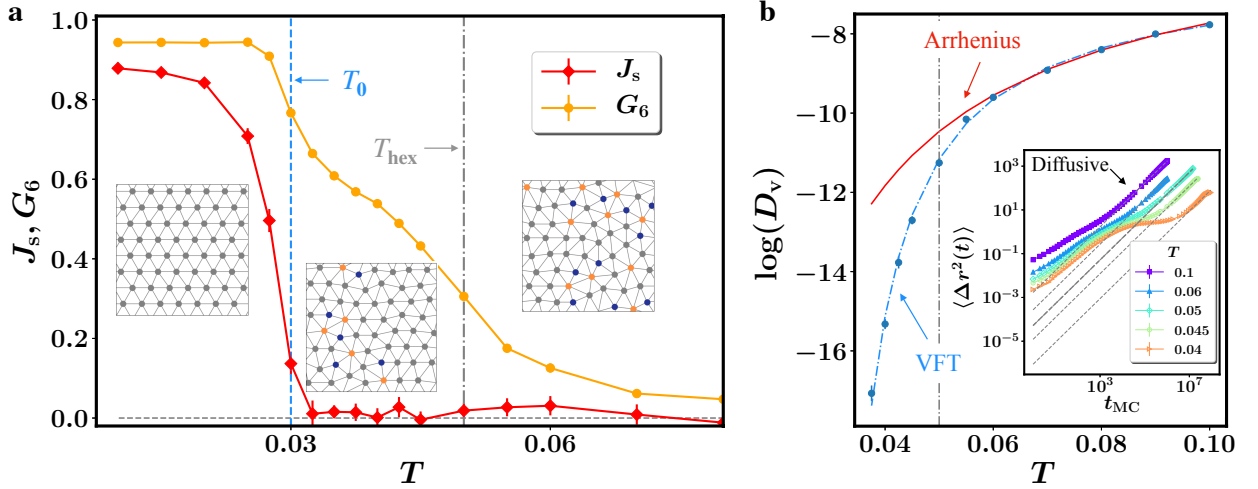 a
1.0
0.8
0.6
0.4
0.2
0.0
J_s, G_6
T_0
T_hex
J_s
G_6
0.03
0.06
T
b
−8
−10
−12
−14
−16
log(D_v)
Arrhenius
VFT
0.04
0.06
0.08
0.10
T
Diffusive
10^3
10^1
10^−1
10^−3
10^−5
⟨Δr^2(t)⟩
T
0.1
0.06
0.05
0.045
0.04
10^3
10^7
t_MC